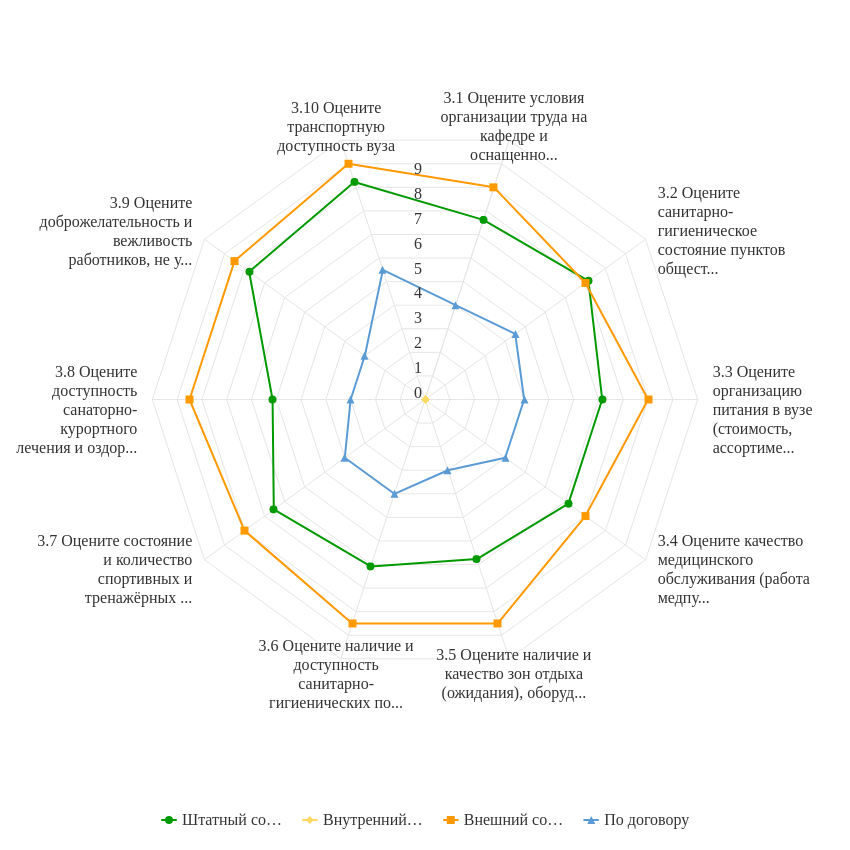 3.10 Оцените
транспортную
доступность вуза
3.1 Оцените условия
организации труда на
кафедре и
оснащенно...
3.2 Оцените
санитарно-
гигиеническое
состояние пунктов
общест...
3.3 Оцените
организацию
питания в вузе
(стоимость,
ассортиме...
3.4 Оцените качество
медицинского
обслуживания (работа
медпу...
3.5 Оцените наличие и
качество зон отдыха
(ожидания), оборуд...
3.6 Оцените наличие и
доступность
санитарно-
гигиенических по...
3.7 Оцените состояние
и количество
спортивных и
тренажёрных ...
3.8 Оцените
доступность
санаторно-
курортного
лечения и оздор...
3.9 Оцените
доброжелательность и
вежливость
работников, не у...
9
8
7
6
5
4
3
2
1
0
Штатный со…
Внутренний…
Внешний со…
По договору